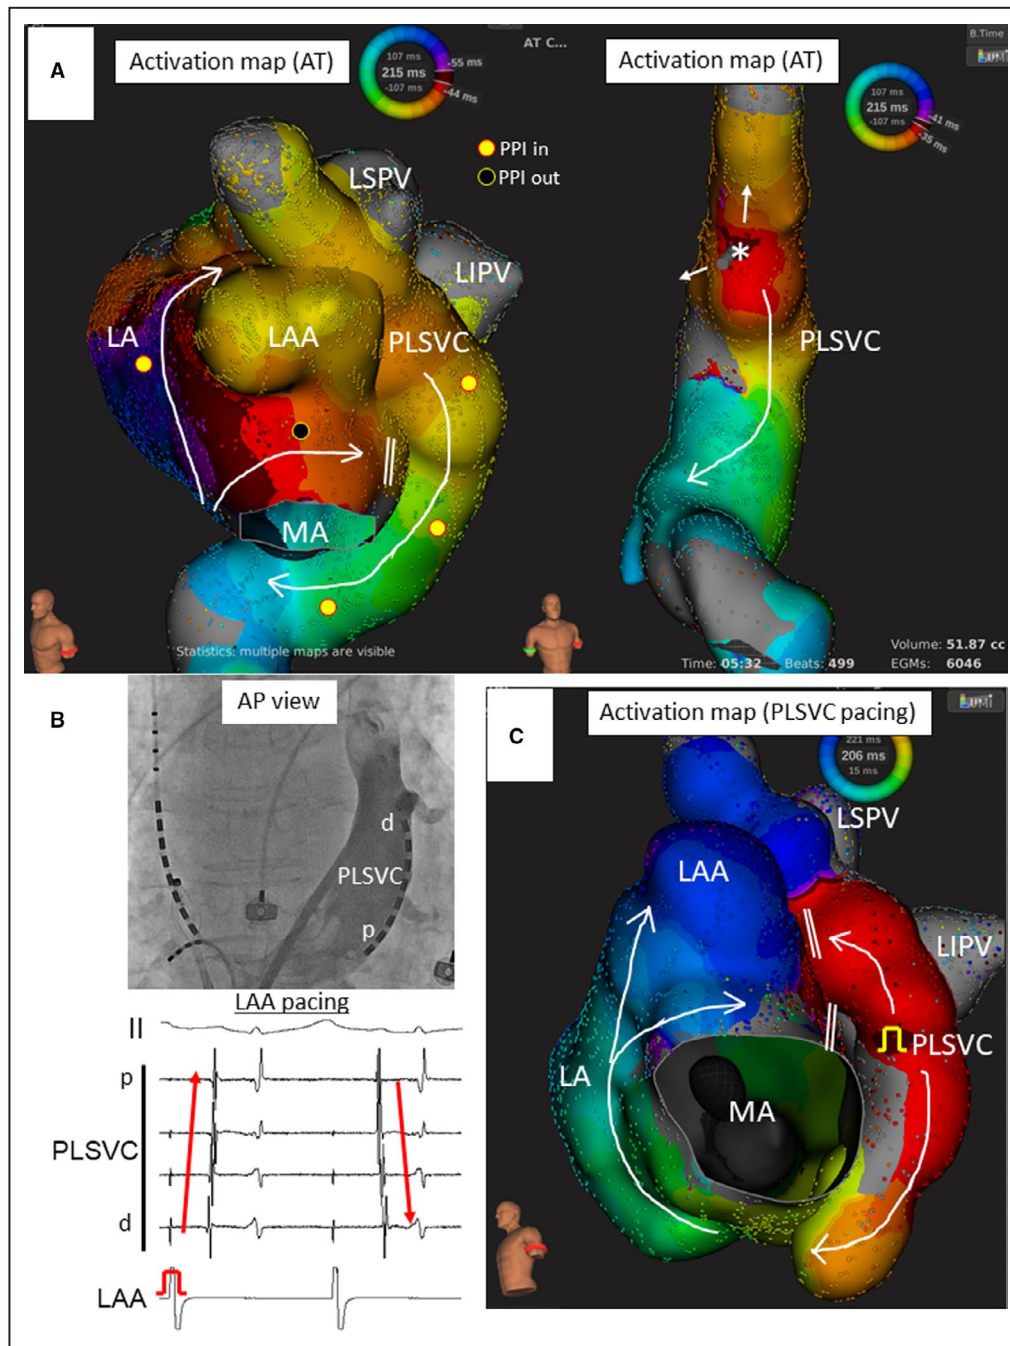 A
Activation map (AT)
107 ms
215 ms
-107 ms
-55 ms
-44 ms
AT C...
Activation map (AT)
107 ms
215 ms
-107 ms
-41 ms
-35 ms
B.Time
LUMI
PPI in
PPI out
LSPV
LIPV
LA
LAA
PLSVC
MA
*
PLSVC
Statistics: multiple maps are visible
Time: 05:32 Beats: 499
Volume: 51.87 cc
EGMs: 6046
B
AP view
d
PLSVC
p
LAA pacing
II
p
PLSVC
d
LAA
C
Activation map (PLSVC pacing)
LUMI
221 ms
206 ms
15 ms
LSPV
LAA
LIPV
PLSVC
LA
MA